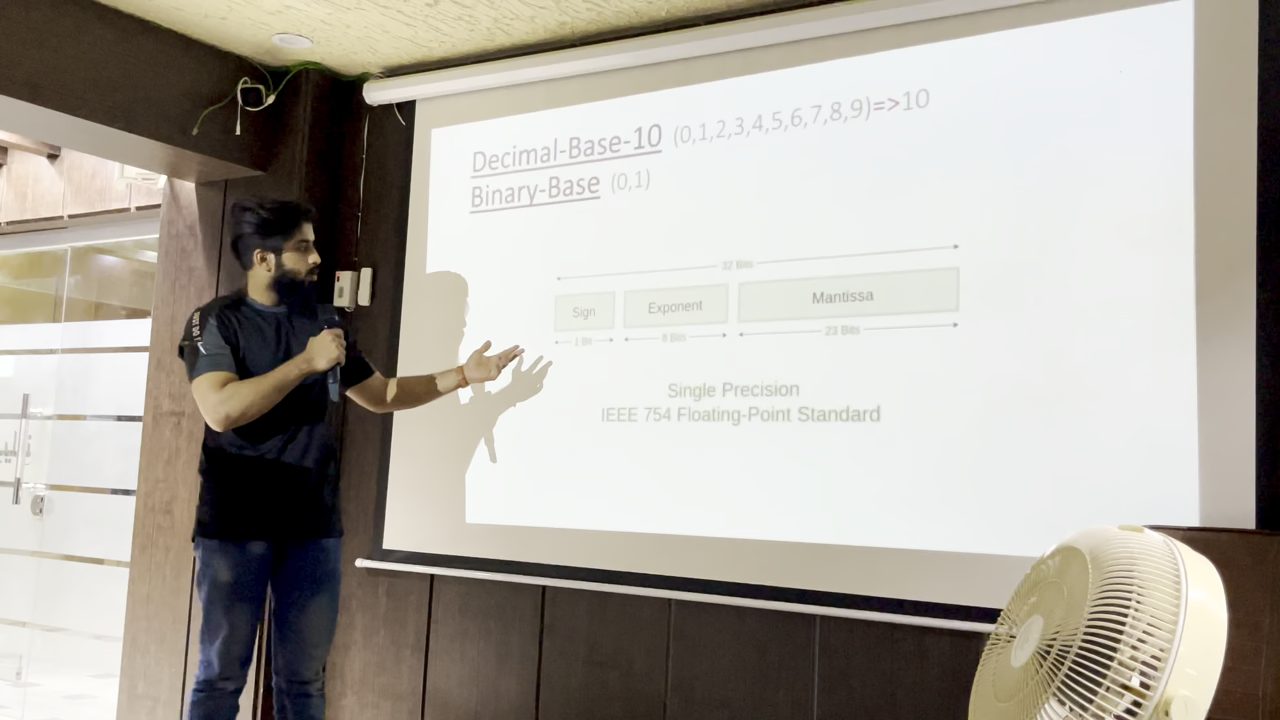 Decimal-Base-10 (0,1,2,3,4,5,6,7,8,9)=>10
Binary-Base (0,1)
32 Bits
Sign Exponent Mantissa
1 Bit 8 Bits 23 Bits
Single Precision
IEEE 754 Floating-Point Standard